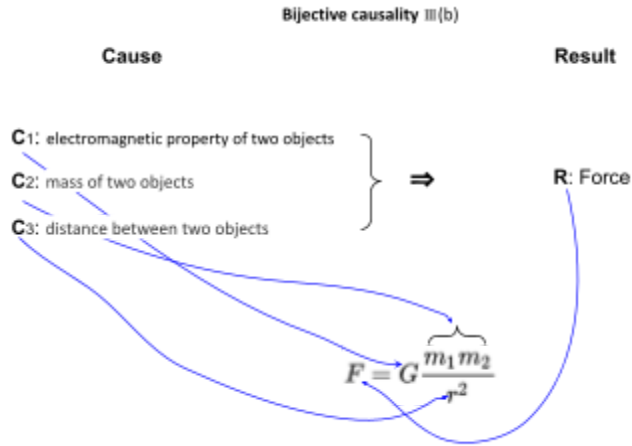 Bijective causality Ⅲ(b)
Cause Result
C1: electromagnetic property of two objects
C2: mass of two objects
R: Force
C3: distance between two objects
⇒
F = G m₁m₂ / r²